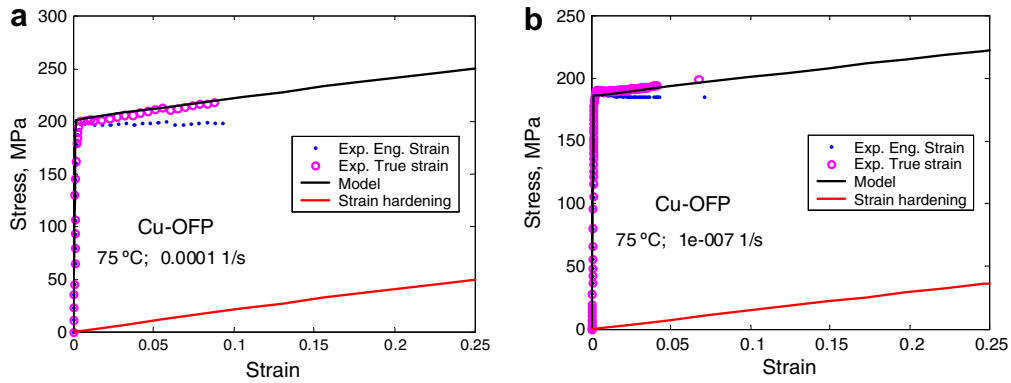 a
300
250
200
150
100
50
0
Stress, MPa
Exp. Eng. Strain
Exp. True strain
Model
Strain hardening
Cu-OFP
75 ºC; 0.0001 1/s
0
0.05
0.1
0.15
0.2
0.25
Strain
b
250
200
150
100
50
0
Stress, MPa
Exp. Eng. Strain
Exp. True strain
Model
Strain hardening
Cu-OFP
75 ºC; 1e-007 1/s
0
0.05
0.1
0.15
0.2
0.25
Strain